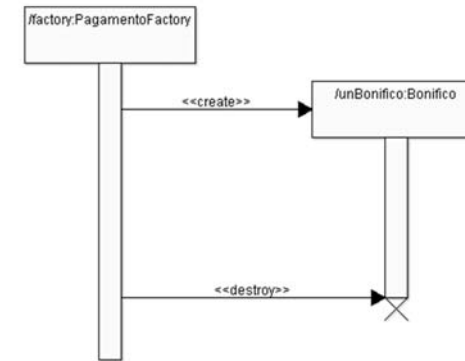 /factory:PagamentoFactory
<<create>>
/unBonifico:Bonifico
<<destroy>>